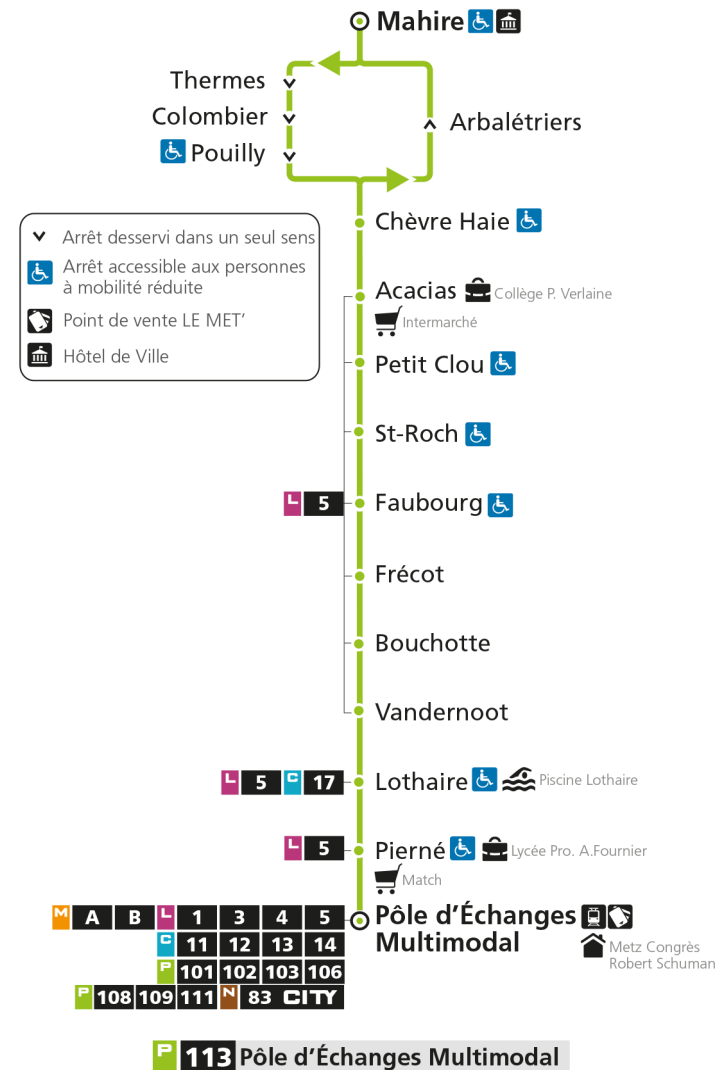 Mahire
Thermes
Colombier
Pouilly
Arbalétriers
Chèvre Haie
Arrêt desservi dans un seul sens
Arrêt accessible aux personnes
à mobilité réduite
Point de vente LE MET’
Hôtel de Ville
Acacias Collège P. Verlaine
Intermarché
Petit Clou
St-Roch
L 5 Faubourg
Frécot
Bouchotte
Vandernoot
L 5 C 17 Lothaire Piscine Lothaire
L 5 Pierné Lycée Pro. A.Fournier
Match
M A B L 1 3 4 5 Pôle d’Échanges
C 11 12 13 14 Multimodal Metz Congrès
Robert Schuman
P 101 102 103 106
P 108 109 111 N 83 CITY
P 113 Pôle d’Échanges Multimodal